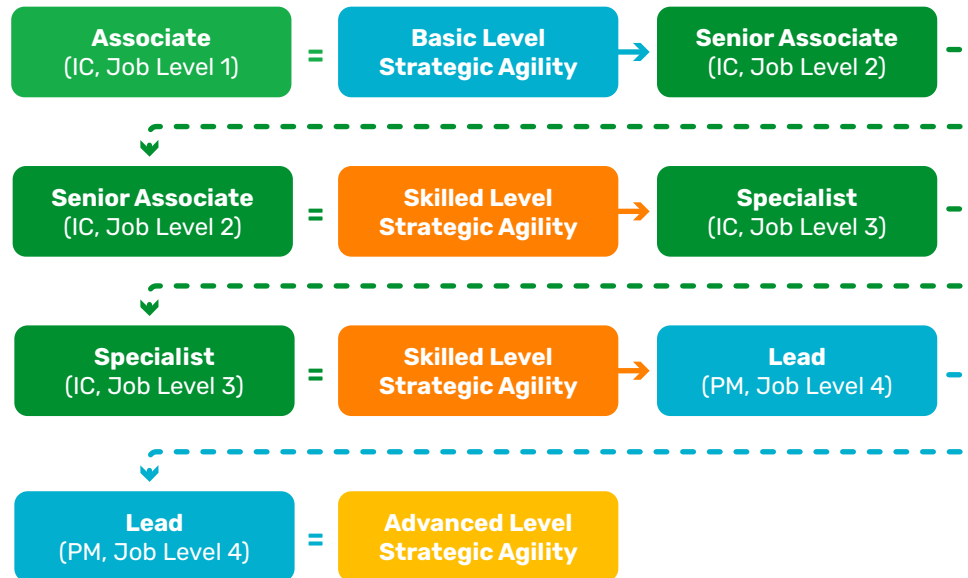 Associate
(IC, Job Level 1)
=
Basic Level
Strategic Agility
Senior Associate
(IC, Job Level 2)
Senior Associate
(IC, Job Level 2)
=
Skilled Level
Strategic Agility
Specialist
(IC, Job Level 3)
Specialist
(IC, Job Level 3)
=
Skilled Level
Strategic Agility
Lead
(PM, Job Level 4)
Lead
(PM, Job Level 4)
=
Advanced Level
Strategic Agility